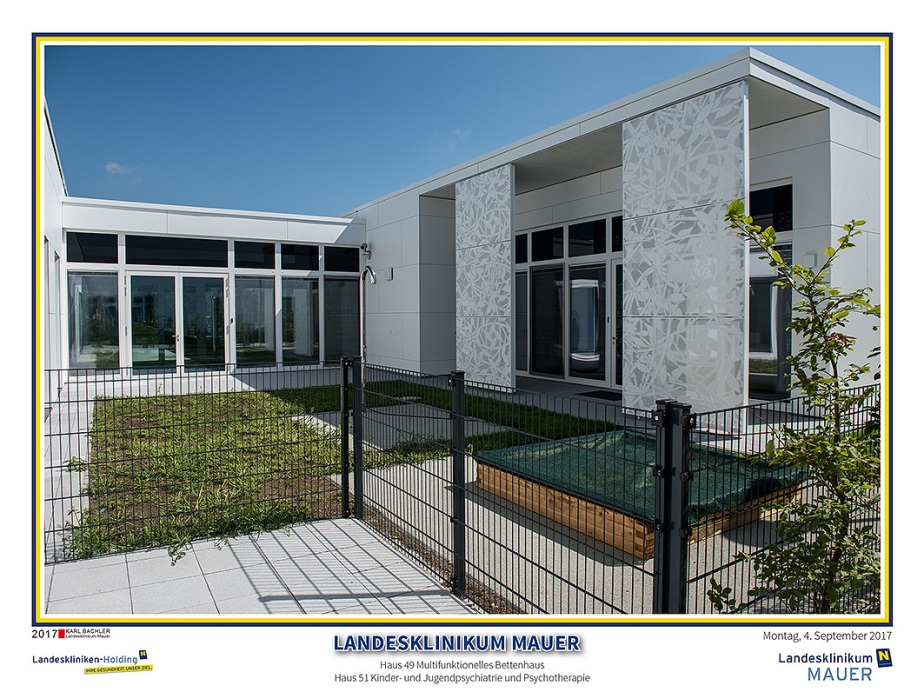 2017 KARL BACHLER
Landesklinikum Mauer
LANDESKLINIKUM MAUER
Montag, 4. September 2017
Landeskliniken-Holding N
IHRE GESUNDHEIT. UNSER ZIEL.
Haus 49 Multifunktionelles Bettenhaus
Haus 51 Kinder- und Jugendpsychiatrie und Psychotherapie
Landesklinikum N
MAUER